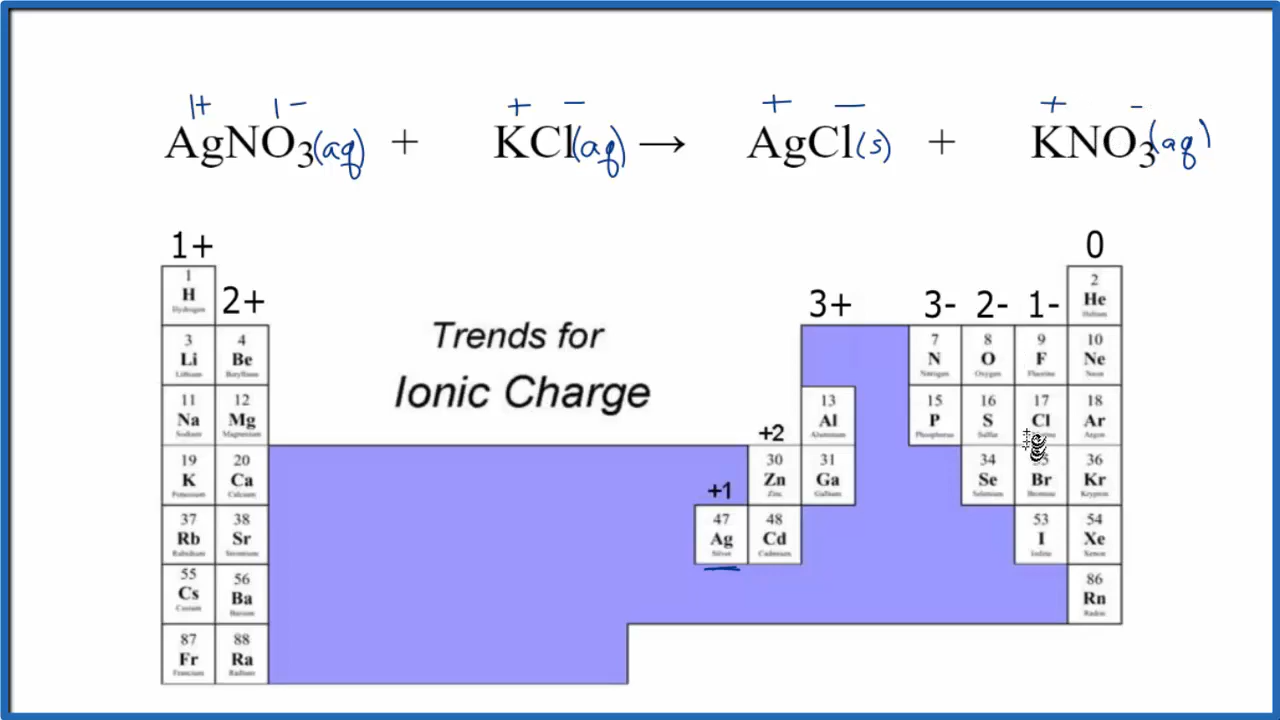 1+ 1- + - + - + -
AgNO₃(aq) + KCl(aq) → AgCl(s) + KNO₃(aq)
1+ 0
1 H Hydrogen 2 He Helium
2+ 3+ 3- 2- 1-
3 Li Lithium 4 Be Beryllium 7 N Nitrogen 8 O Oxygen 9 F Fluorine 10 Ne Neon
Trends for
Ionic Charge
11 Na Sodium 12 Mg Magnesium 13 Al Aluminum 15 P Phosphorus 16 S Sulfur 17 Cl 18 Ar Argon
+2
19 K Potassium 20 Ca Calcium 30 Zn Zinc 31 Ga Gallium 34 Se Selenium Br Bromine 36 Kr Krypton
+1
37 Rb Rubidium 38 Sr Strontium 47 Ag Silver 48 Cd Cadmium 53 I Iodine 54 Xe Xenon
55 Cs Cesium 56 Ba Barium 86 Rn Radon
87 Fr Francium 88 Ra Radium